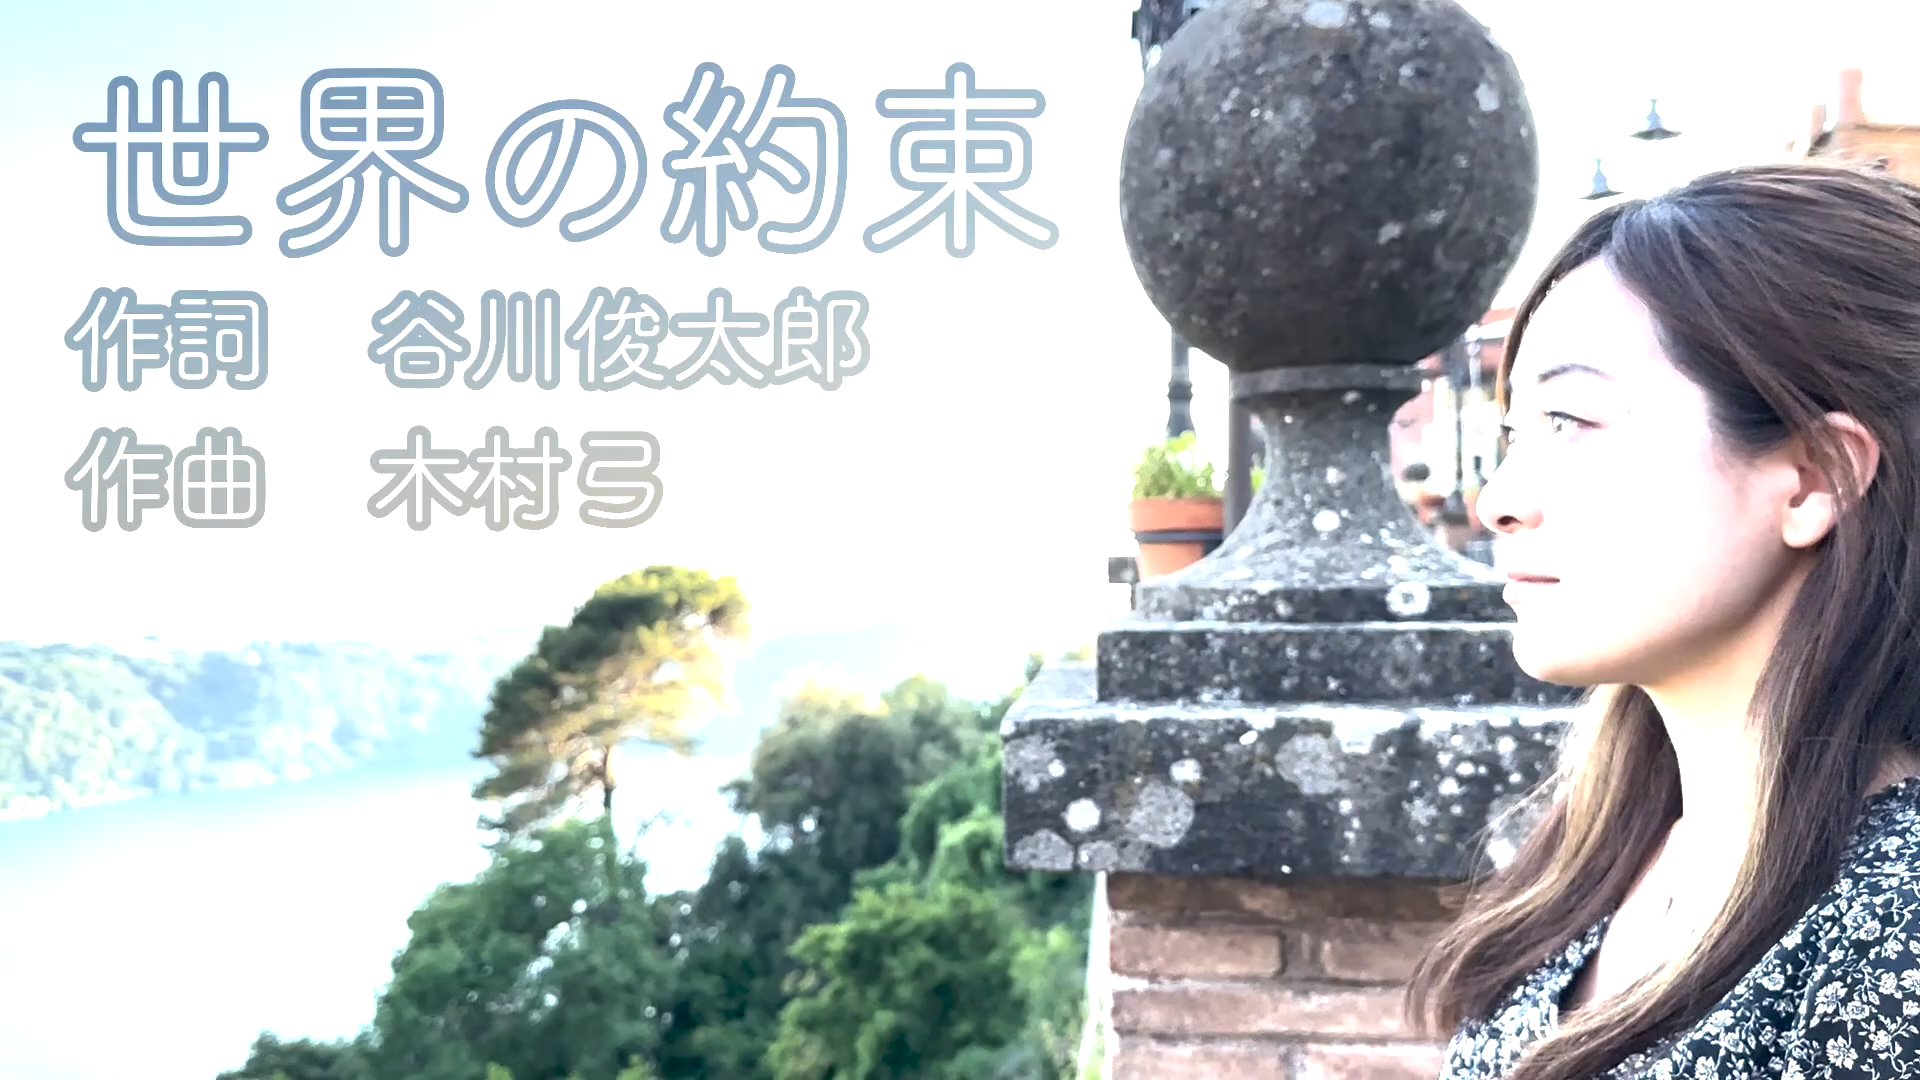 世界の約束
作詞　谷川俊太郎
作曲　木村弓